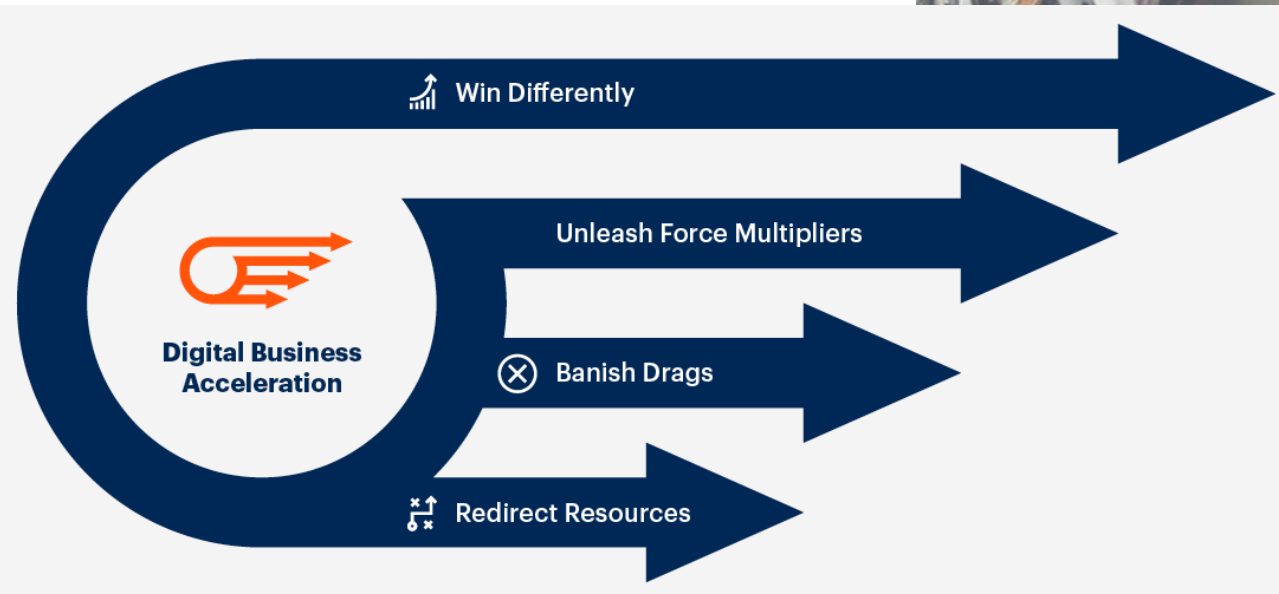 Win Differently
Unleash Force Multipliers
Digital Business
Acceleration
Banish Drags
Redirect Resources